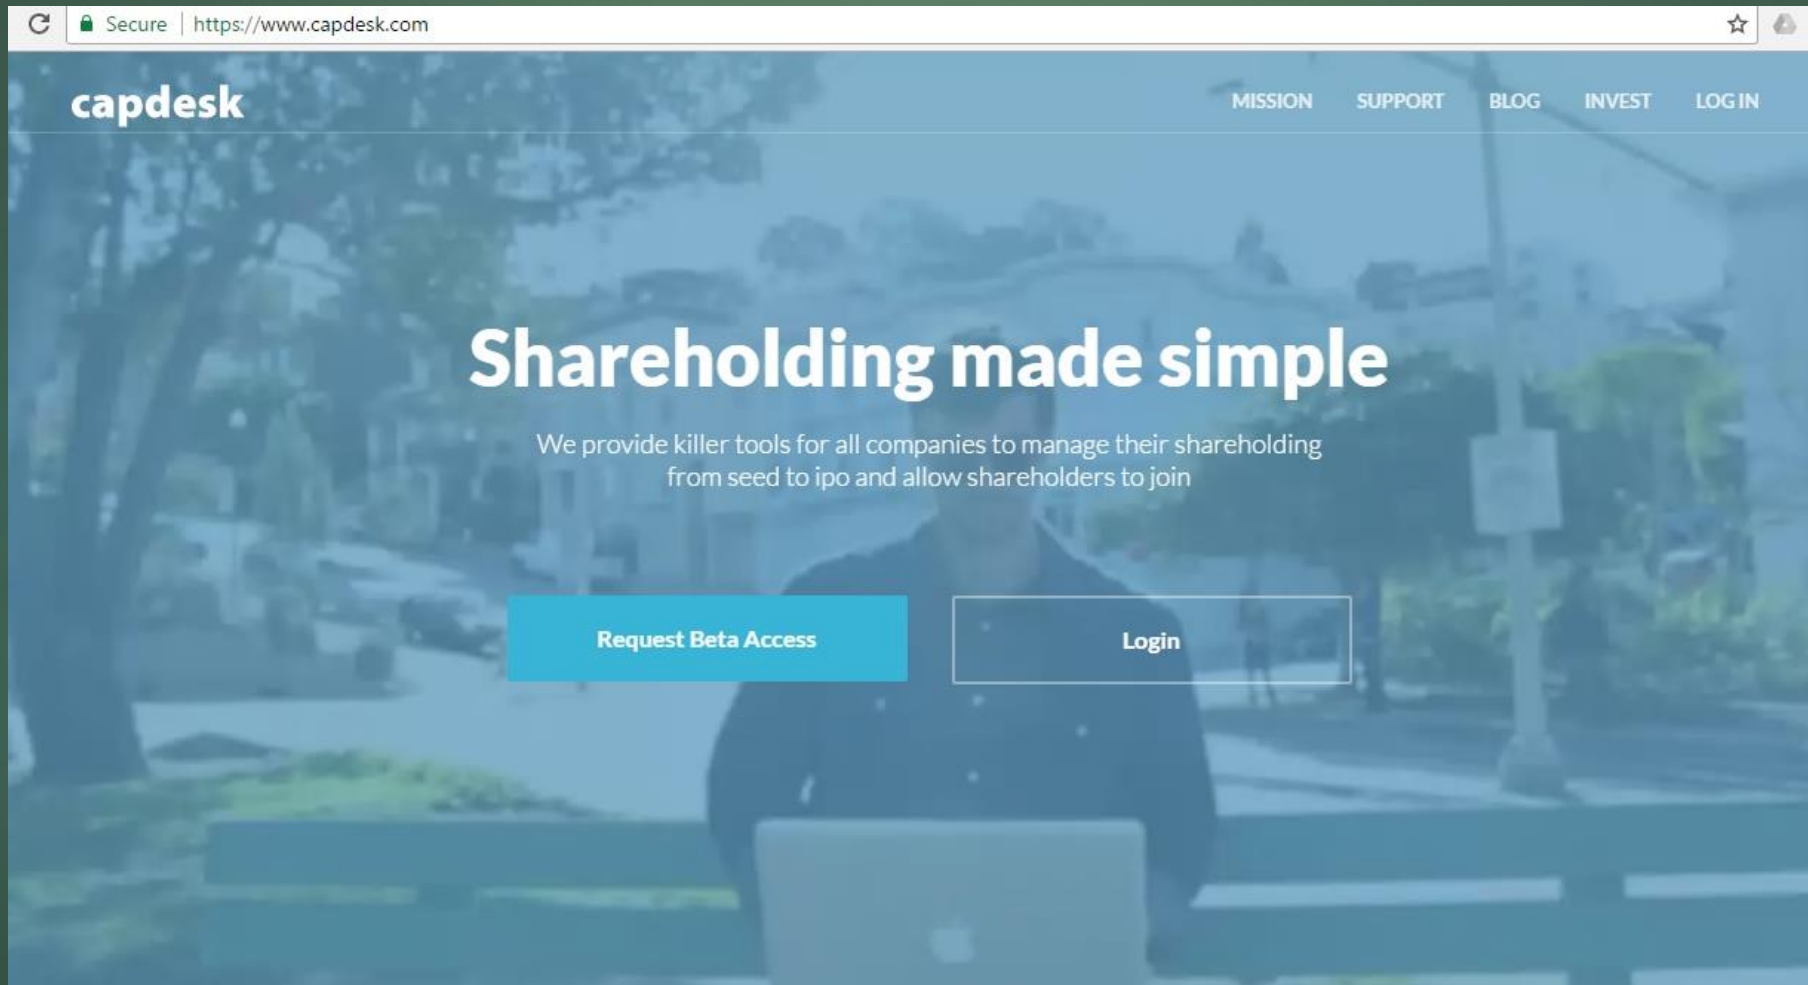 Secure | https://www.capdesk.com
capdesk
MISSION SUPPORT BLOG INVEST LOG IN
Shareholding made simple
We provide killer tools for all companies to manage their shareholding
from seed to ipo and allow shareholders to join
Request Beta Access Login